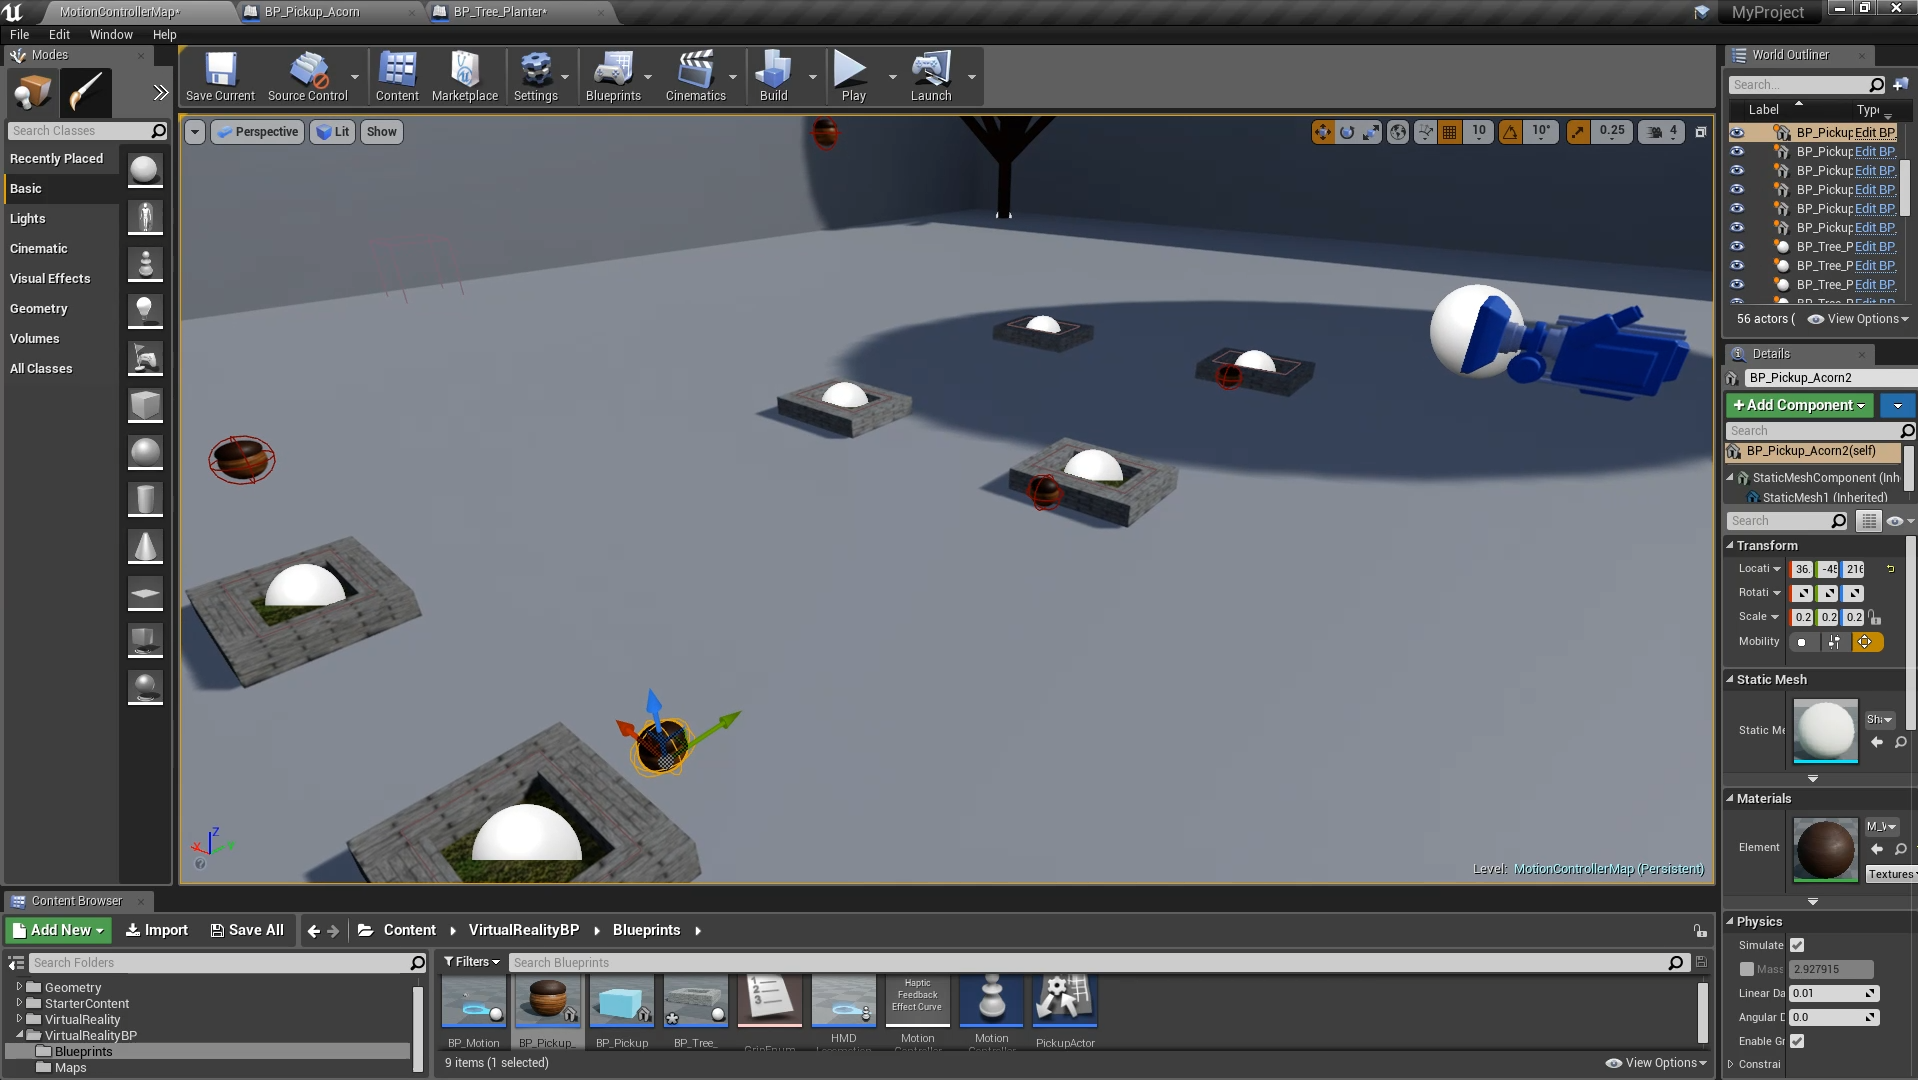 MotionControllerMap*
BP_Pickup_Acorn
BP_Tree_Planter*
MyProject
File Edit Window Help
Modes
World Outliner
Save Current
Source Control
Content
Marketplace
Settings
Blueprints
Cinematics
Build
Play
Launch
Search Classes
Recently Placed
Basic
Lights
Cinematic
Visual Effects
Geometry
Volumes
All Classes
Perspective
Lit
Show
10
10°
0.25
4
Search...
Label
Type
BP_Pickup Edit BP
BP_Pickup Edit BP
BP_Pickup Edit BP
BP_Pickup Edit BP
BP_Pickup Edit BP
BP_Pickup Edit BP
BP_Tree_P Edit BP
BP_Tree_P Edit BP
BP_Tree_P Edit BP
56 actors (
View Options
Details
BP_Pickup_Acorn2
+Add Component
Search
BP_Pickup_Acorn2(self)
StaticMeshComponent (Inh
StaticMesh1 (Inherited)
Search
Transform
Locati 36. -45 216
Rotati
Scale 0.2 0.2 0.2
Mobility
Static Mesh
Static Me
Materials
Element
Textures
Physics
Simulate
Mass 2.927915
Linear Da 0.01
Angular D 0.0
Enable Gr
Constrai
Z
Level: MotionControllerMap (Persistent)
Content Browser
Add New
Import
Save All
Content
VirtualRealityBP
Blueprints
Search Folders
Filters
Search Blueprints
Geometry
StarterContent
VirtualReality
VirtualRealityBP
Blueprints
Maps
Haptic
Feedback
Effect Curve
BP_Motion
BP_Pickup_
BP_Pickup
BP_Tree_
HMD
Motion
Motion
PickupActor
9 items (1 selected)
View Options